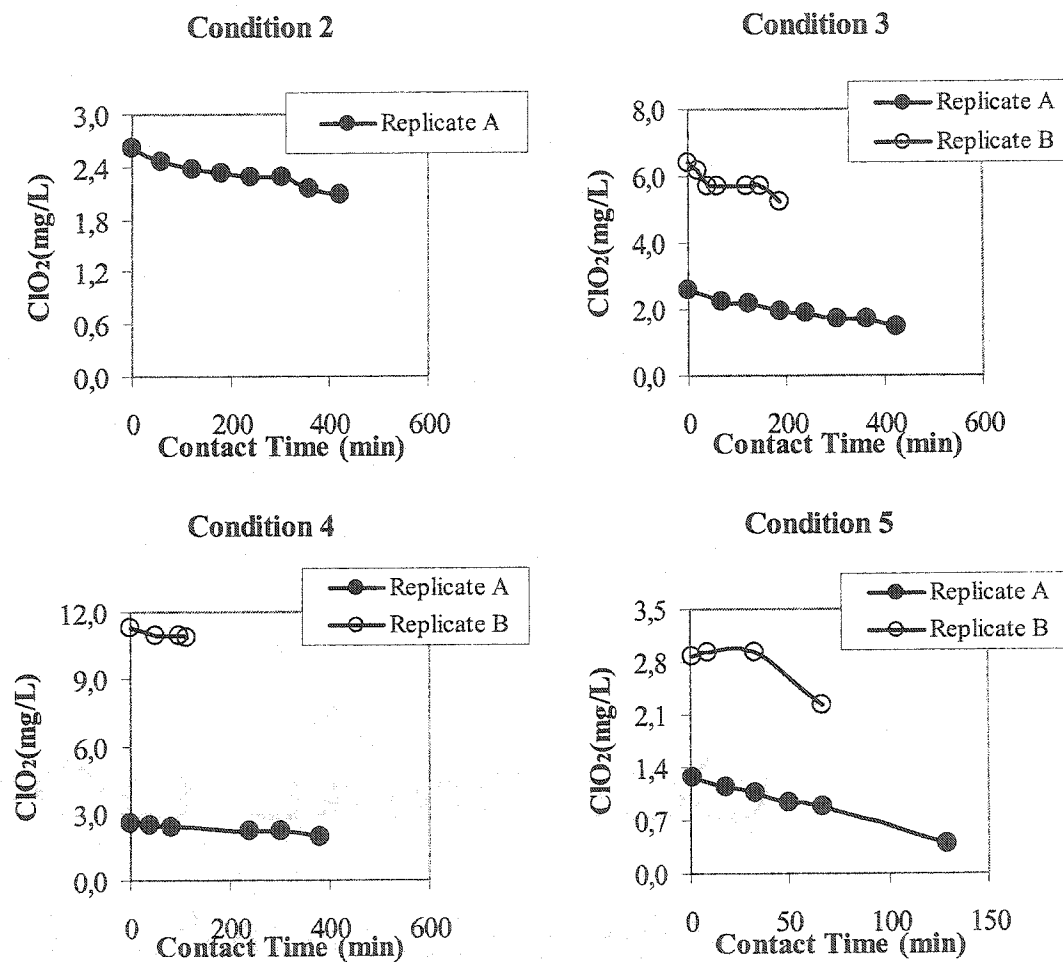 Condition 2
Replicate A
ClO₂(mg/L)
3,0
2,4
1,8
1,2
0,6
0,0
0 200 400 600
Contact Time (min)
Condition 3
Replicate A
Replicate B
ClO₂(mg/L)
8,0
6,0
4,0
2,0
0,0
0 200 400 600
Contact Time (min)
Condition 4
Replicate A
Replicate B
ClO₂(mg/L)
12,0
9,0
6,0
3,0
0,0
0 200 400 600
Contact Time (min)
Condition 5
Replicate A
Replicate B
ClO₂(mg/L)
3,5
2,8
2,1
1,4
0,7
0,0
0 50 100 150
Contact Time (min)